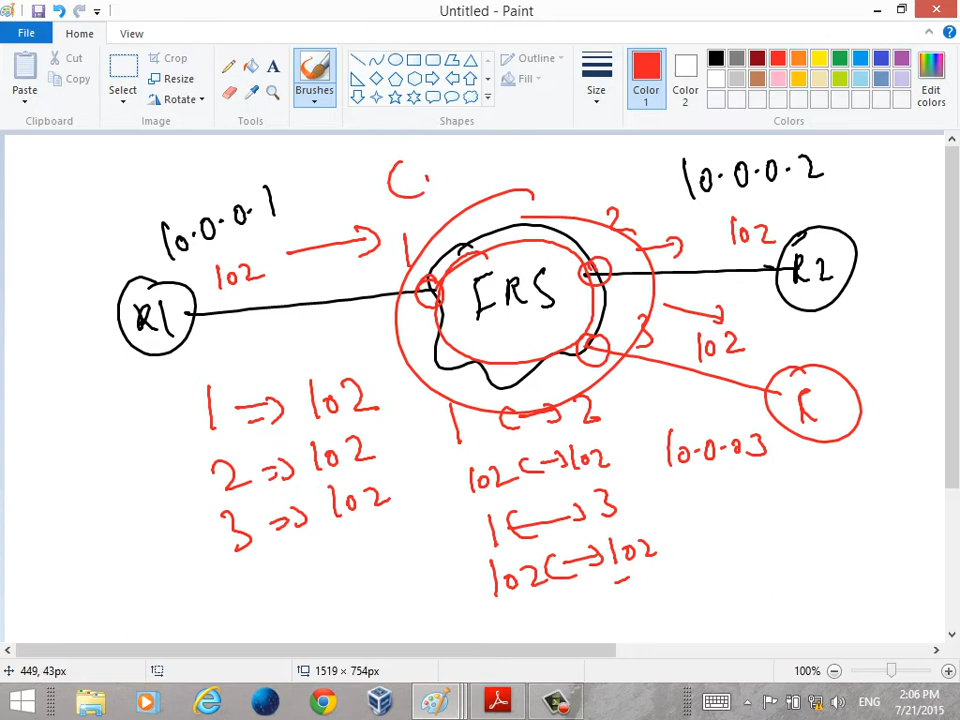 Untitled - Paint
File Home View
Paste
Cut
Copy
Clipboard
Select
Crop
Resize
Rotate
Image
Tools
Brushes
Shapes
Outline
Fill
Size
Color 1
Color 2
Edit colors
Colors
C.
10.0.0.2
10.0.0.1
102
1
2
102
R1
FRS
R2
3
102
R
10.0.03
1 => 102
2 => 102
3 => 102
1 <-> 2
102 <-> 102
1 <-> 3
102 <-> 102
449, 43px
1519 × 754px
100%
ENG
2:06 PM
7/21/2015